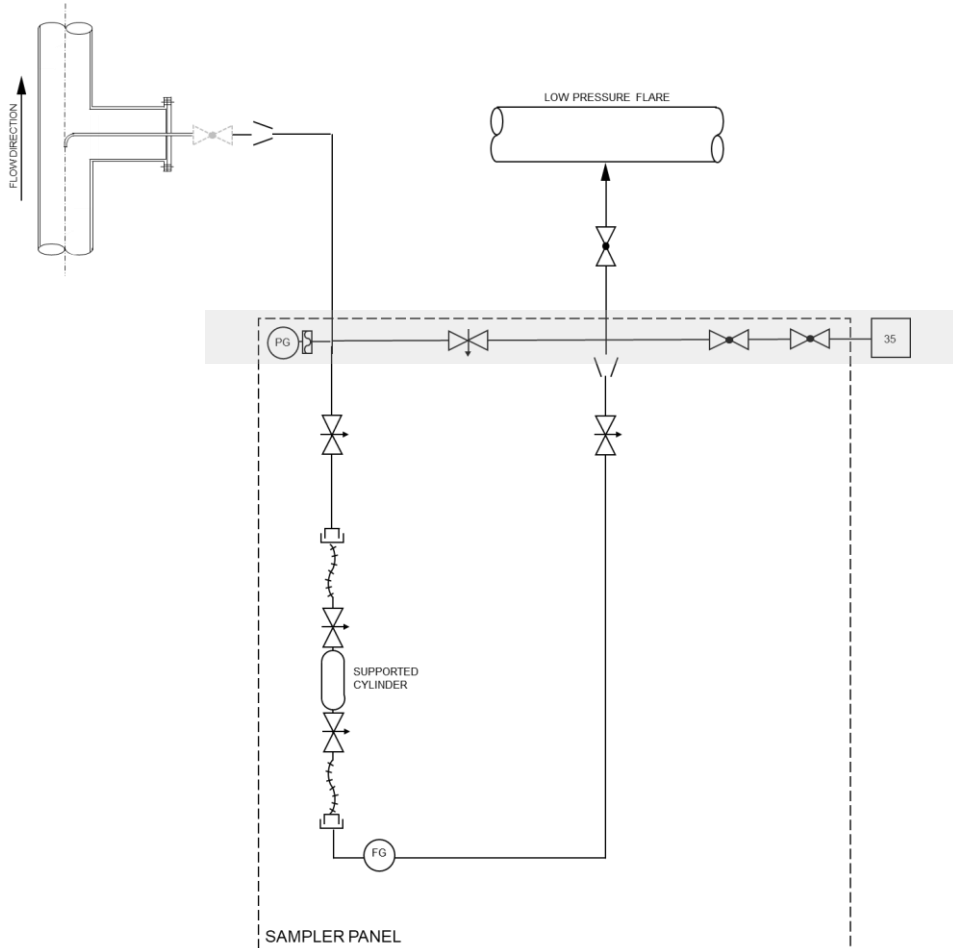 FLOW DIRECTION
LOW PRESSURE FLARE
PG
35
SUPPORTED
CYLINDER
FG
SAMPLER PANEL